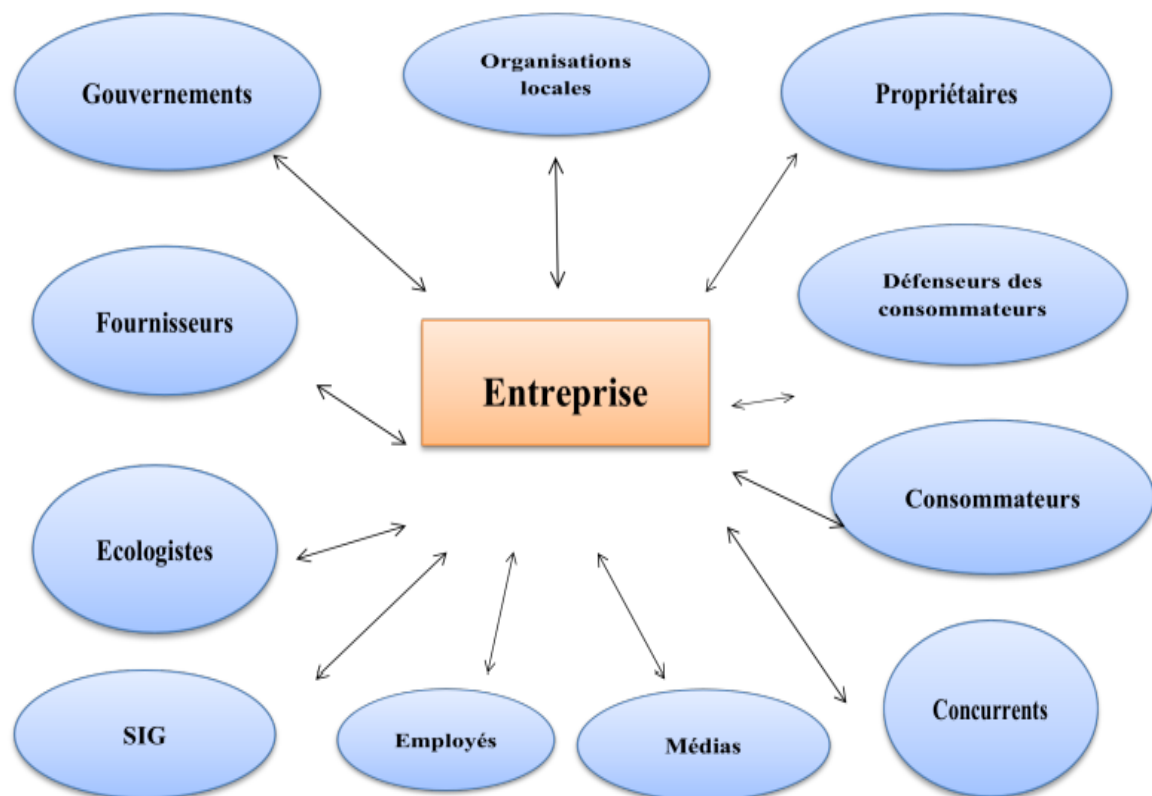 Gouvernements
Organisations
locales
Propriétaires
Fournisseurs
Défenseurs des
consommateurs
Entreprise
Ecologistes
Consommateurs
SIG
Employés
Médias
Concurrents